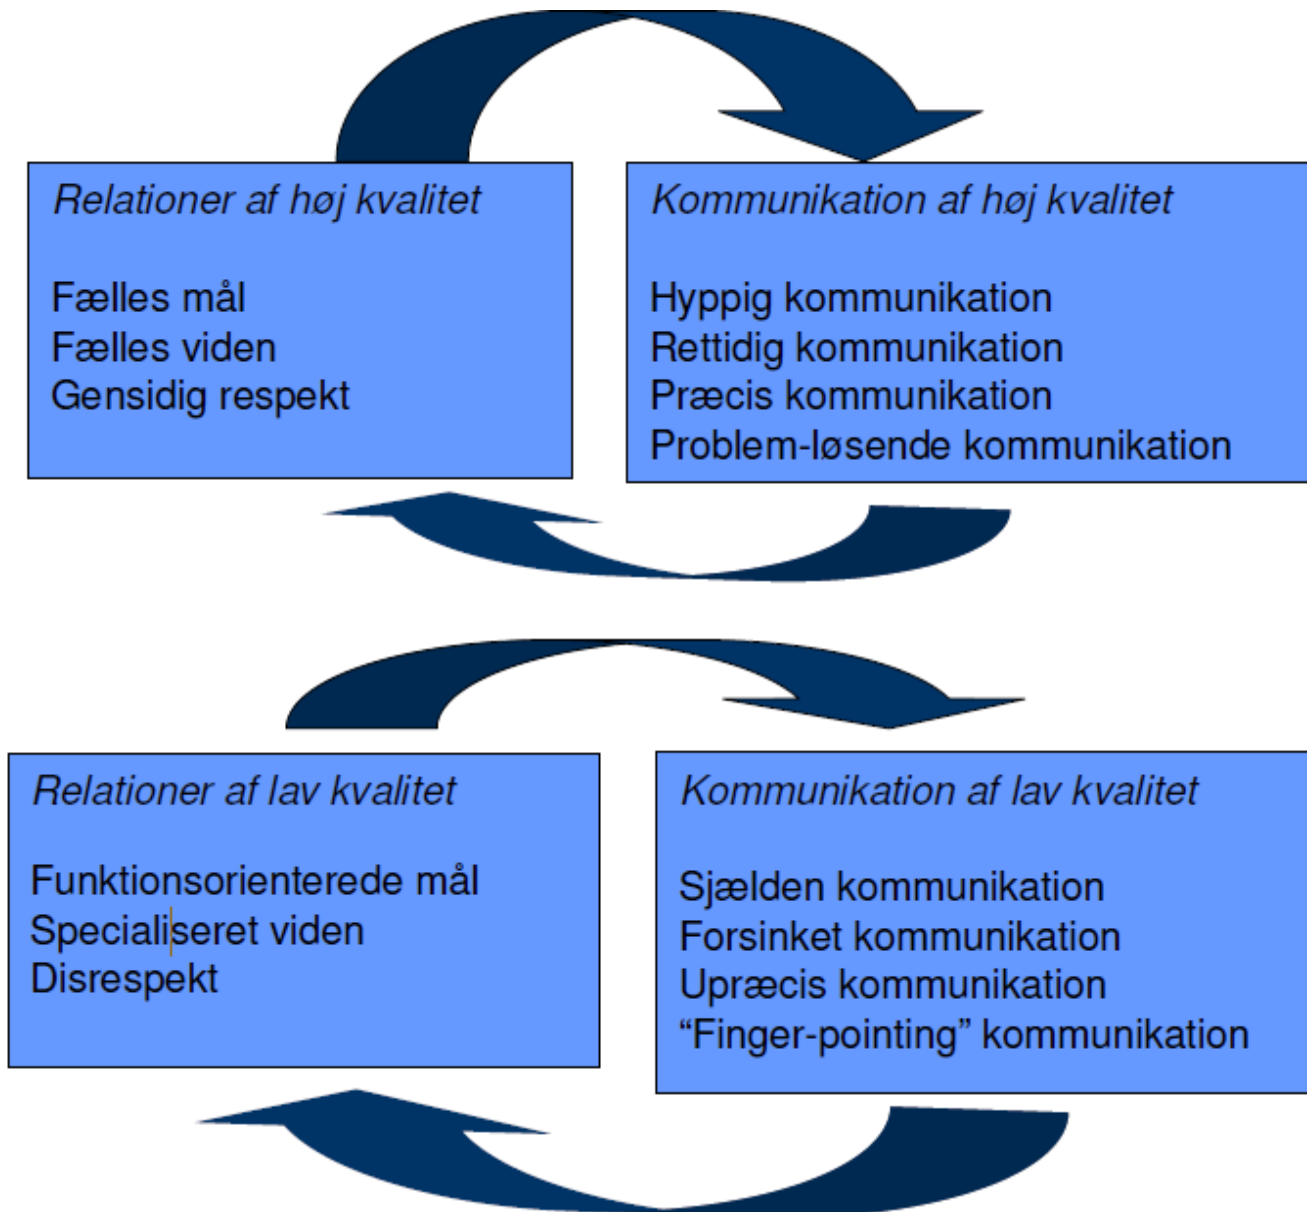 Relationer af høj kvalitet
Fælles mål
Fælles viden
Gensidig respekt
Kommunikation af høj kvalitet
Hyppig kommunikation
Rettidig kommunikation
Præcis kommunikation
Problem-løsende kommunikation
Relationer af lav kvalitet
Funktionsorienterede mål
Specialiseret viden
Disrespekt
Kommunikation af lav kvalitet
Sjælden kommunikation
Forsinket kommunikation
Upræcis kommunikation
“Finger-pointing” kommunikation